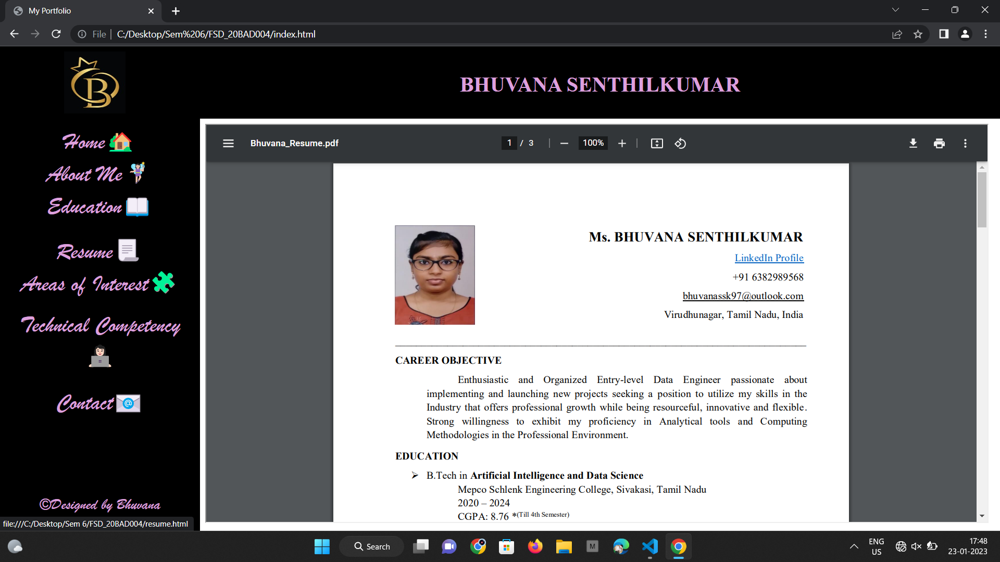 My Portfolio
File | C:/Desktop/Sem%206/FSD_20BAD004/index.html
B
BHUVANA SENTHILKUMAR
Home
About Me
Education
Resume
Areas of Interest
Technical Competency
Contact
©Designed by Bhuvana
file:///C:/Desktop/Sem 6/FSD_20BAD004/resume.html
Bhuvana_Resume.pdf
1 / 3
100%
Ms. BHUVANA SENTHILKUMAR
LinkedIn Profile
+91 6382989568
bhuvanassk97@outlook.com
Virudhunagar, Tamil Nadu, India
CAREER OBJECTIVE
Enthusiastic and Organized Entry-level Data Engineer passionate about
implementing and launching new projects seeking a position to utilize my skills in the
Industry that offers professional growth while being resourceful, innovative and flexible.
Strong willingness to exhibit my proficiency in Analytical tools and Computing
Methodologies in the Professional Environment.
EDUCATION
➢ B.Tech in Artificial Intelligence and Data Science
Mepco Schlenk Engineering College, Sivakasi, Tamil Nadu
2020 – 2024
CGPA: 8.76 *(Till 4th Semester)
Search
M
ENG
US
17:48
23-01-2023